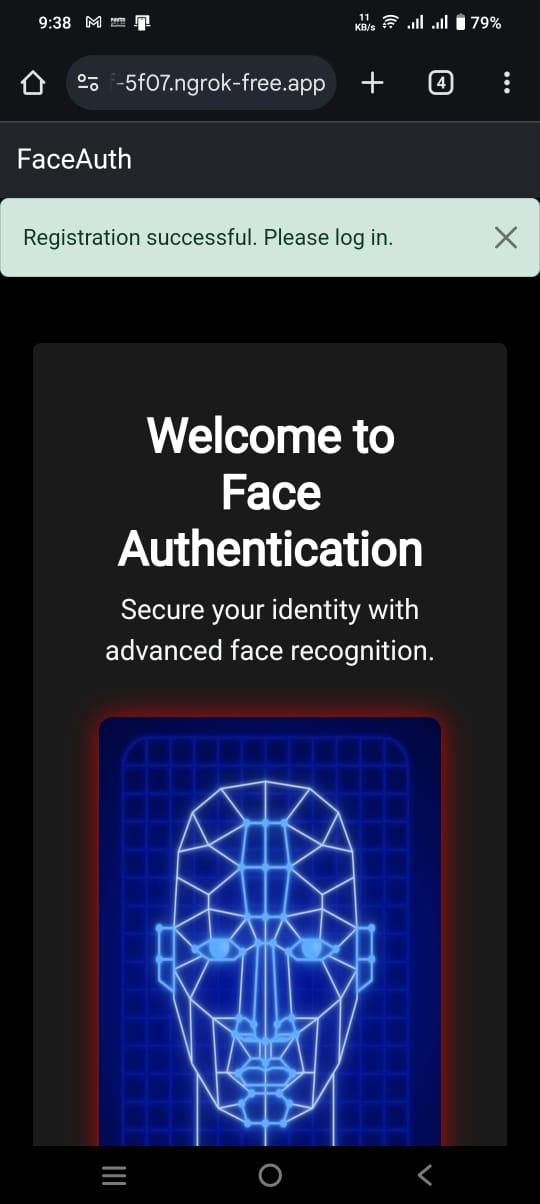 9:38
11
KB/s
79%
-5f07.ngrok-free.app
4
FaceAuth
Registration successful. Please log in.
Welcome to
Face
Authentication
Secure your identity with
advanced face recognition.